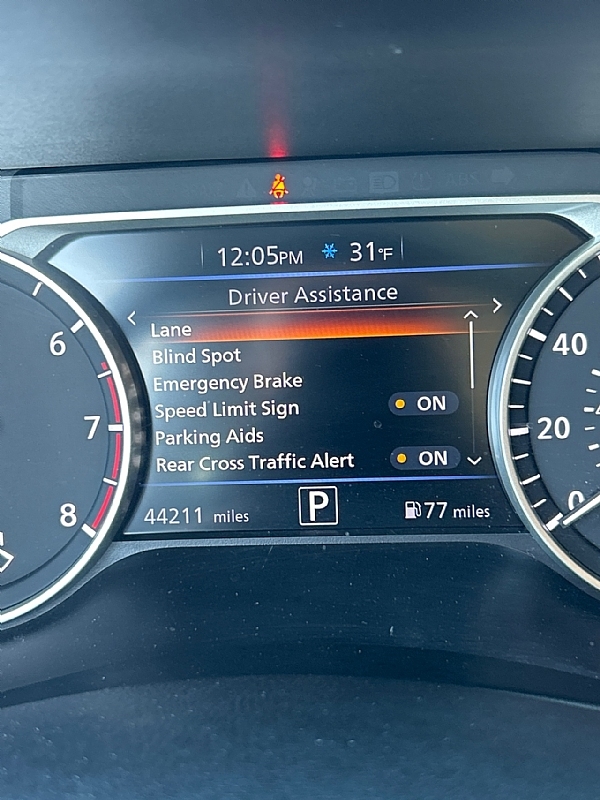 12:05PM 31°F
Driver Assistance
Lane
Blind Spot
Emergency Brake
Speed Limit Sign ON
Parking Aids
Rear Cross Traffic Alert ON
44211 miles P 77 miles
6
7
8
40
20
0